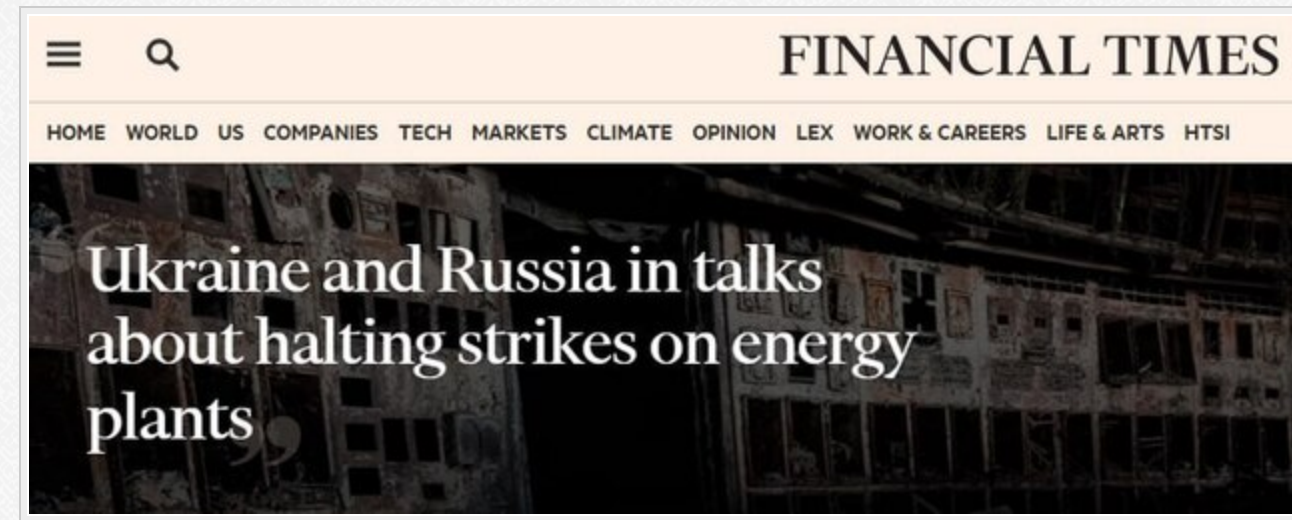 FINANCIAL TIMES
HOME WORLD US COMPANIES TECH MARKETS CLIMATE OPINION LEX WORK & CAREERS LIFE & ARTS HTSI
Ukraine and Russia in talks
about halting strikes on energy
plants